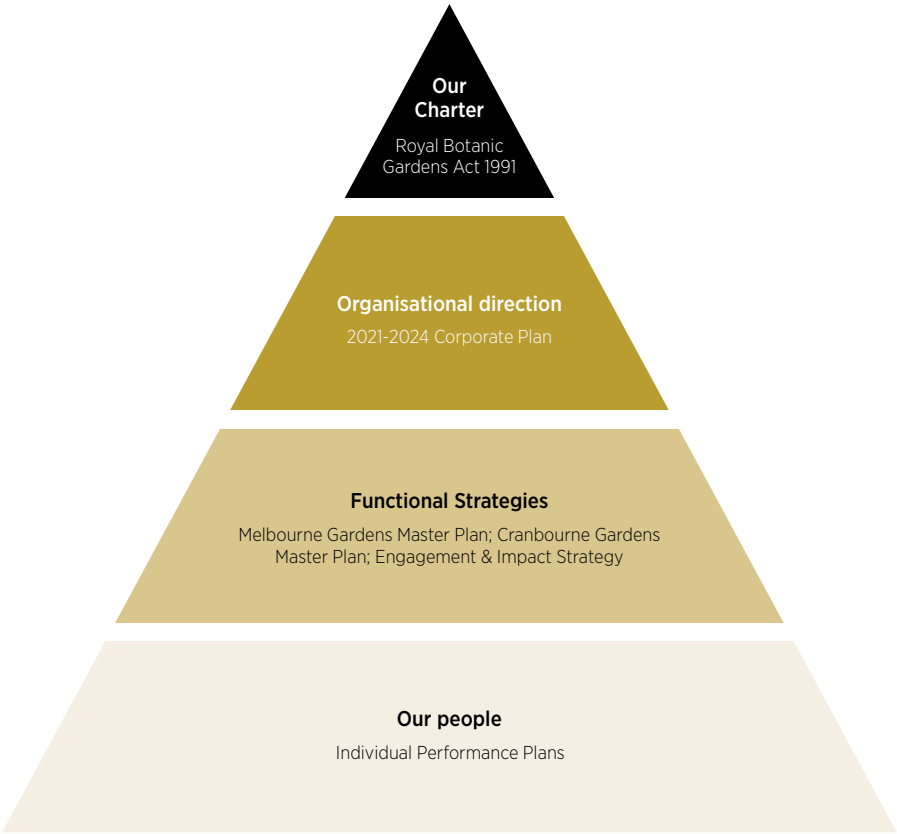 Our
Charter
Royal Botanic
Gardens Act 1991
Organisational direction
2021-2024 Corporate Plan
Functional Strategies
Melbourne Gardens Master Plan; Cranbourne Gardens
Master Plan; Engagement & Impact Strategy
Our people
Individual Performance Plans